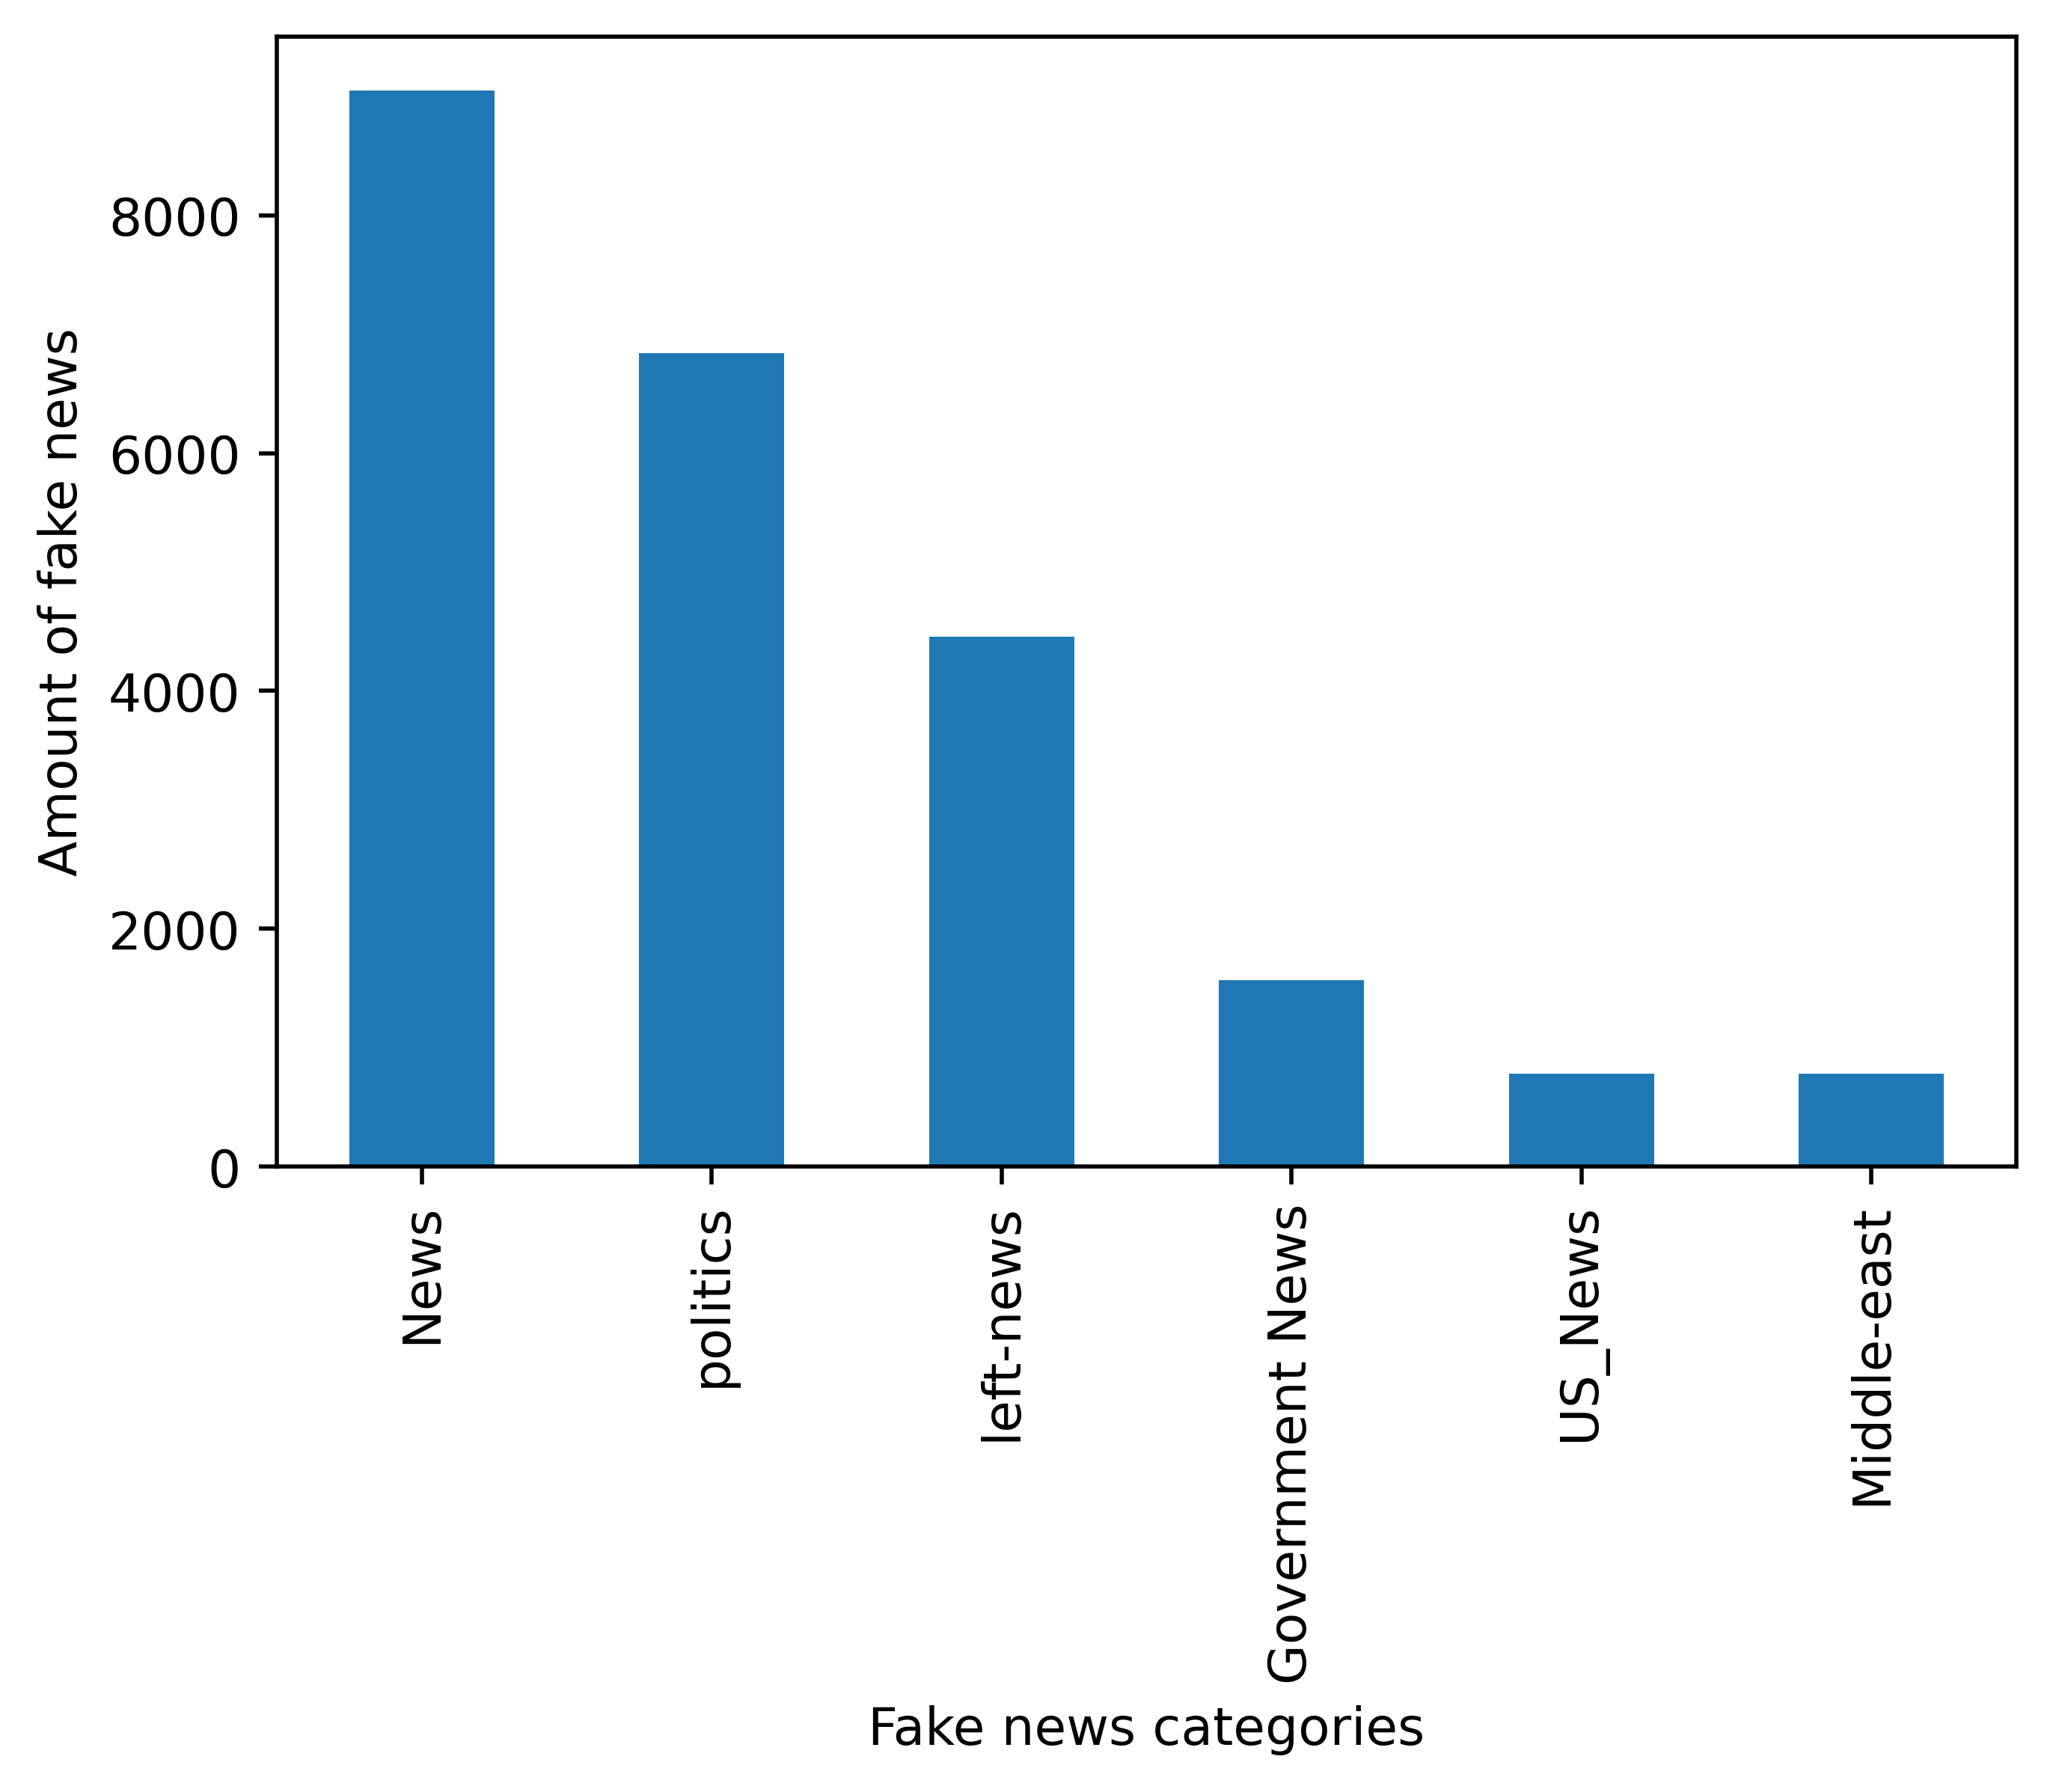 Amount of fake news
8000
6000
4000
2000
0
News
politics
left-news
Government News
US_News
Middle-east
Fake news categories